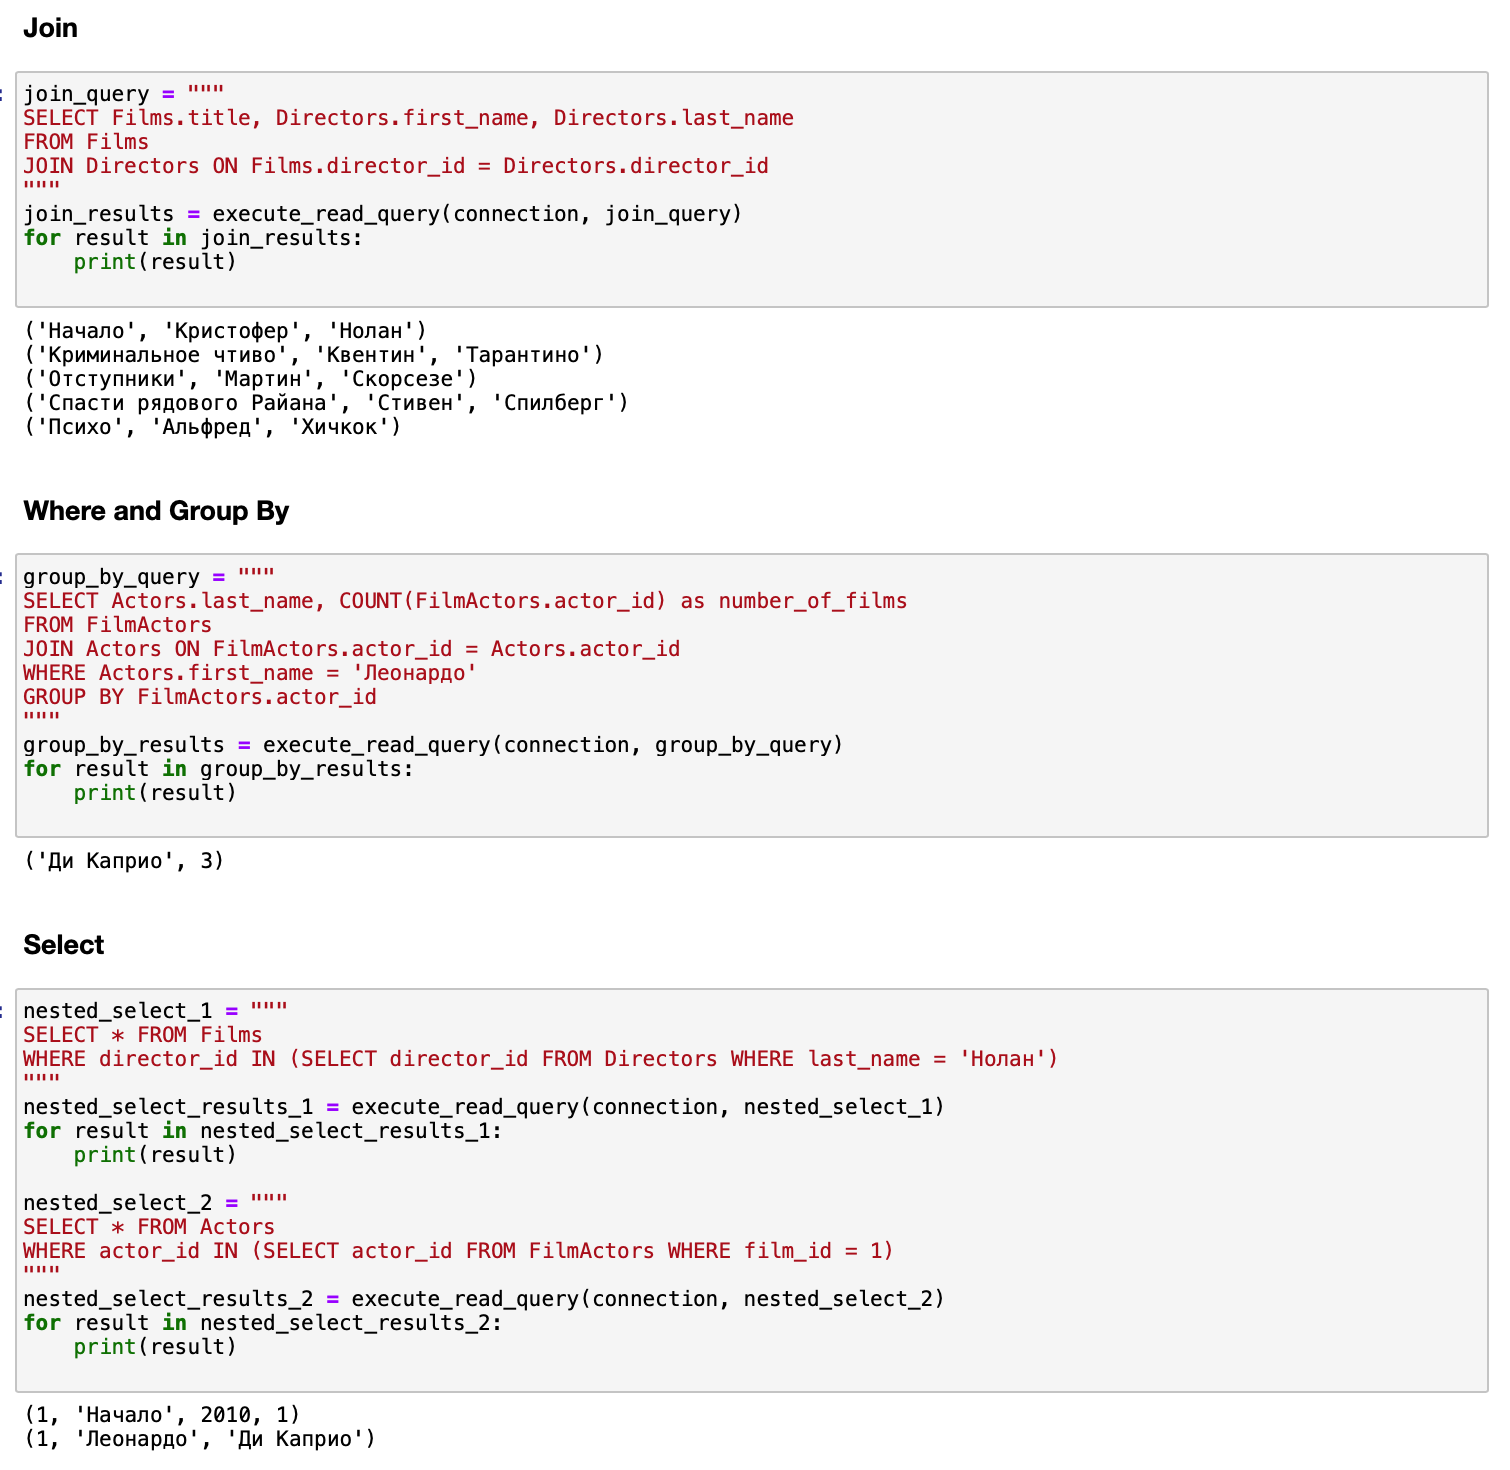 Join
join_query = """
SELECT Films.title, Directors.first_name, Directors.last_name
FROM Films
JOIN Directors ON Films.director_id = Directors.director_id
"""
join_results = execute_read_query(connection, join_query)
for result in join_results:
    print(result)
('Начало', 'Кристофер', 'Нолан')
('Криминальное чтиво', 'Квентин', 'Тарантино')
('Отступники', 'Мартин', 'Скорсезе')
('Спасти рядового Райана', 'Стивен', 'Спилберг')
('Психо', 'Альфред', 'Хичкок')
Where and Group By
group_by_query = """
SELECT Actors.last_name, COUNT(FilmActors.actor_id) as number_of_films
FROM FilmActors
JOIN Actors ON FilmActors.actor_id = Actors.actor_id
WHERE Actors.first_name = 'Леонардо'
GROUP BY FilmActors.actor_id
"""
group_by_results = execute_read_query(connection, group_by_query)
for result in group_by_results:
    print(result)
('Ди Каприо', 3)
Select
nested_select_1 = """
SELECT * FROM Films
WHERE director_id IN (SELECT director_id FROM Directors WHERE last_name = 'Нолан')
"""
nested_select_results_1 = execute_read_query(connection, nested_select_1)
for result in nested_select_results_1:
    print(result)
nested_select_2 = """
SELECT * FROM Actors
WHERE actor_id IN (SELECT actor_id FROM FilmActors WHERE film_id = 1)
"""
nested_select_results_2 = execute_read_query(connection, nested_select_2)
for result in nested_select_results_2:
    print(result)
(1, 'Начало', 2010, 1)
(1, 'Леонардо', 'Ди Каприо')